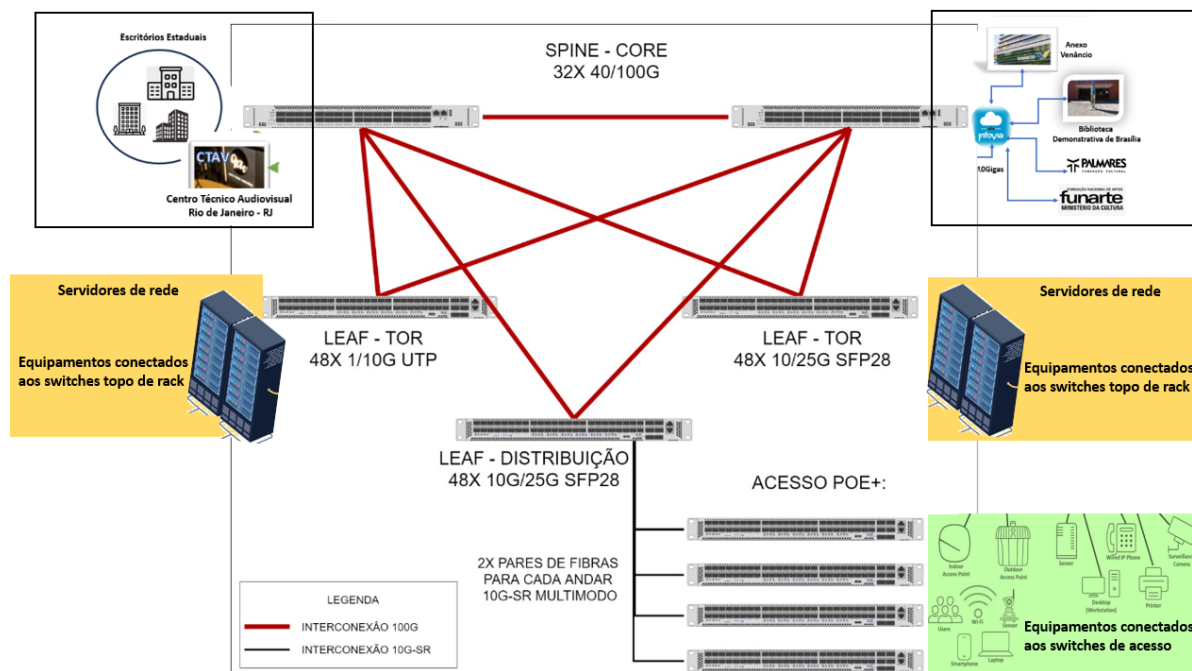 Escritórios Estaduais
CTAV
Centro Técnico Audiovisual
Rio de Janeiro - RJ
SPINE - CORE
32X 40/100G
Anexo
Venâncio
Biblioteca
Demonstrativa de Brasília
infovia
10Gigas
PALMARES
FUNDAÇÃO CULTURAL
FUNDAÇÃO NACIONAL DE ARTES
funarte
MINISTÉRIO DA CULTURA
Servidores de rede
Equipamentos conectados
aos switches topo de rack
LEAF - TOR
48X 1/10G UTP
LEAF - TOR
48X 10/25G SFP28
Servidores de rede
Equipamentos conectados
aos switches topo de rack
LEAF - DISTRIBUIÇÃO
48X 10G/25G SFP28
ACESSO POE+:
2X PARES DE FIBRAS
PARA CADA ANDAR
10G-SR MULTIMODO
LEGENDA
INTERCONEXÃO 100G
INTERCONEXÃO 10G-SR
Indoor
Access Point
Outdoor
Access Point
Server
Wired IP Phone
Surveillance
Camera
Desktop
(Workstation)
Printer
Users
Wi-Fi
Sensor
Smartphone
Laptop
Equipamentos conectados
aos switches de acesso